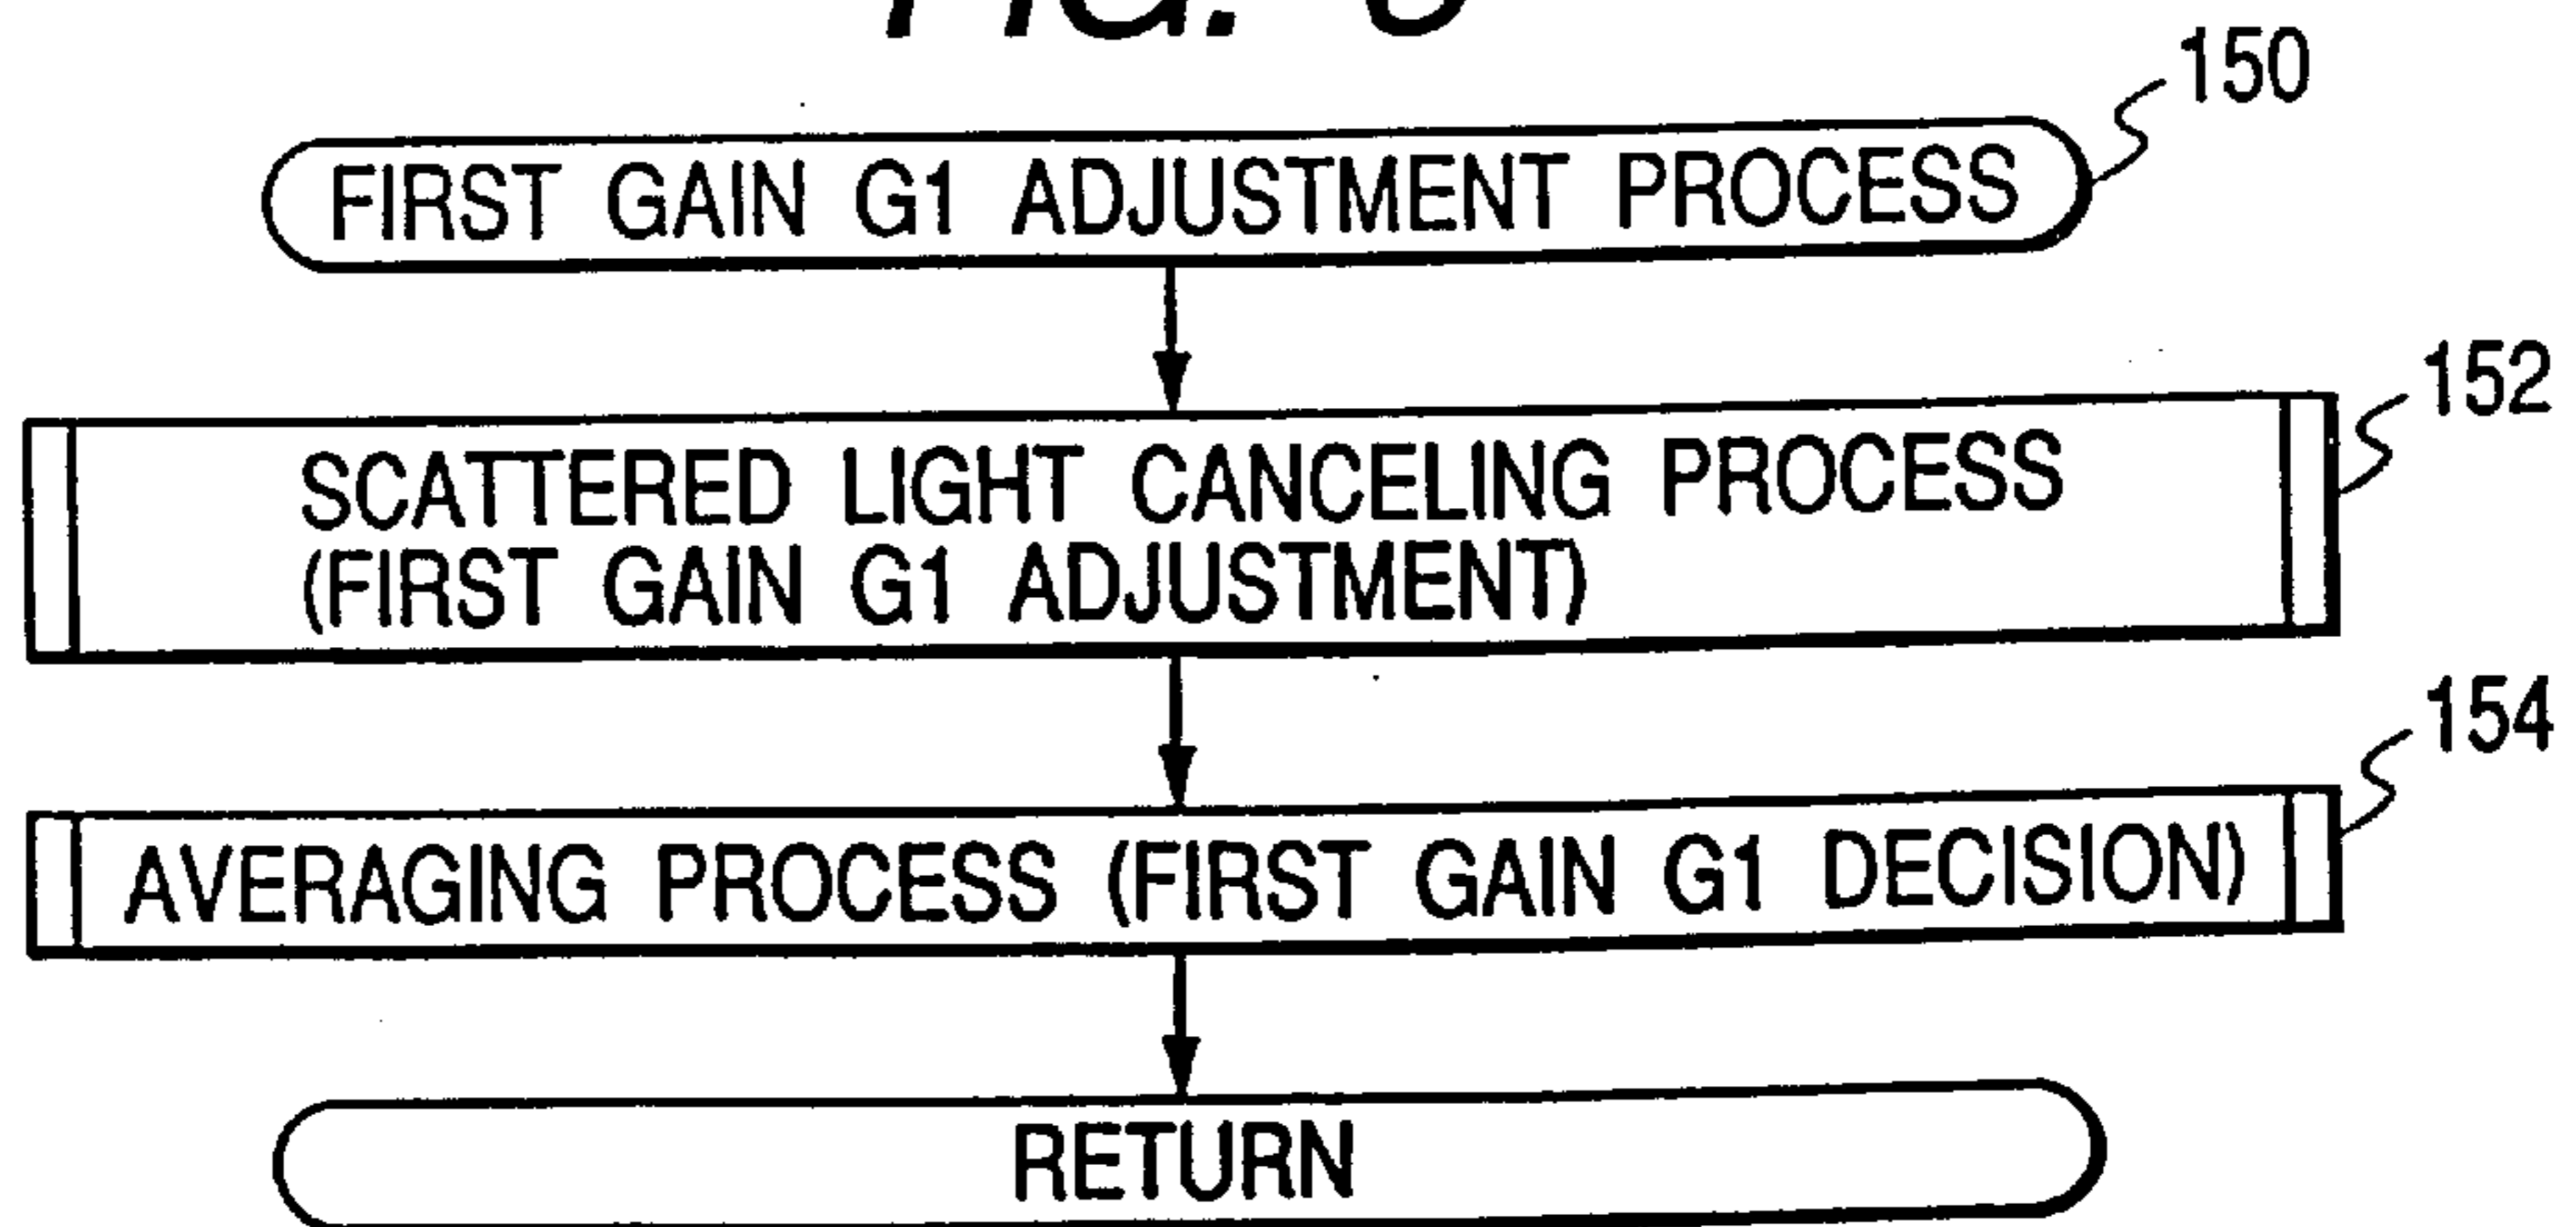 150
FIRST GAIN G1 ADJUSTMENT PROCESS
152
SCATTERED LIGHT CANCELING PROCESS
(FIRST GAIN G1 ADJUSTMENT)
154
AVERAGING PROCESS (FIRST GAIN G1 DECISION)
RETURN